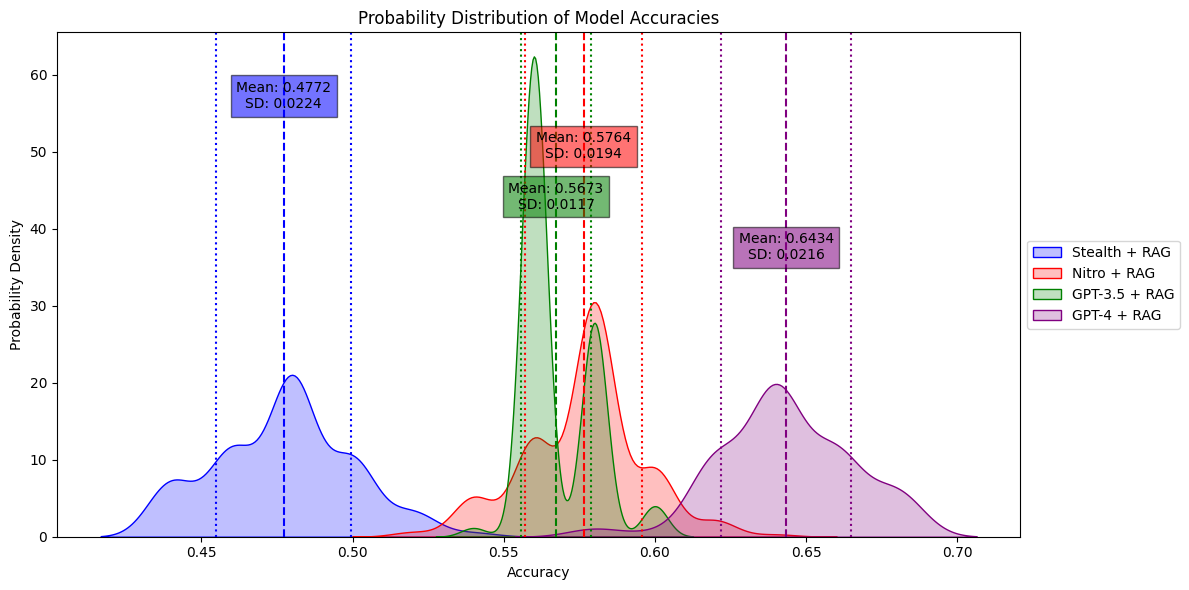 Probability Distribution of Model Accuracies
Probability Density
60
50
40
30
20
10
0
Mean: 0.4772
SD: 0.0224
Mean: 0.5764
SD: 0.0194
Mean: 0.5673
SD: 0.0117
Mean: 0.6434
SD: 0.0216
Stealth + RAG
Nitro + RAG
GPT-3.5 + RAG
GPT-4 + RAG
0.45
0.50
0.55
0.60
0.65
0.70
Accuracy